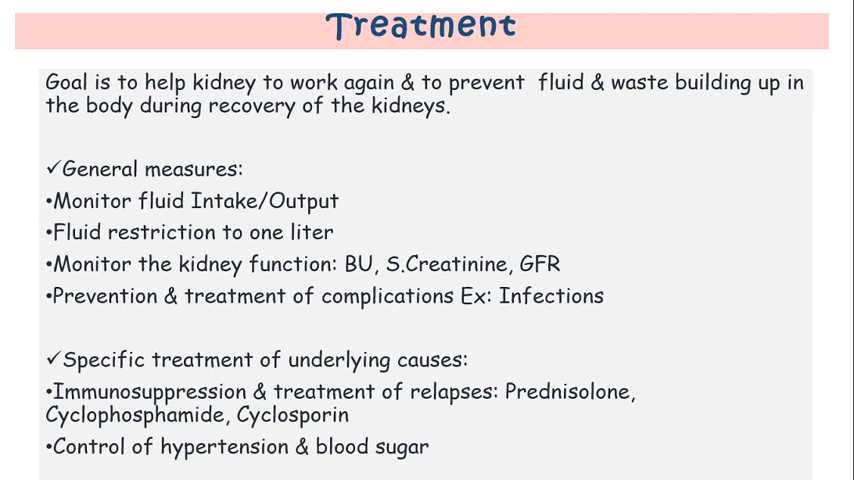 Treatment
Goal is to help kidney to work again & to prevent  fluid & waste building up in
the body during recovery of the kidneys.
✓General measures:
•Monitor fluid Intake/Output
•Fluid restriction to one liter
•Monitor the kidney function: BU, S.Creatinine, GFR
•Prevention & treatment of complications Ex: Infections
✓Specific treatment of underlying causes:
•Immunosuppression & treatment of relapses: Prednisolone,
Cyclophosphamide, Cyclosporin
•Control of hypertension & blood sugar